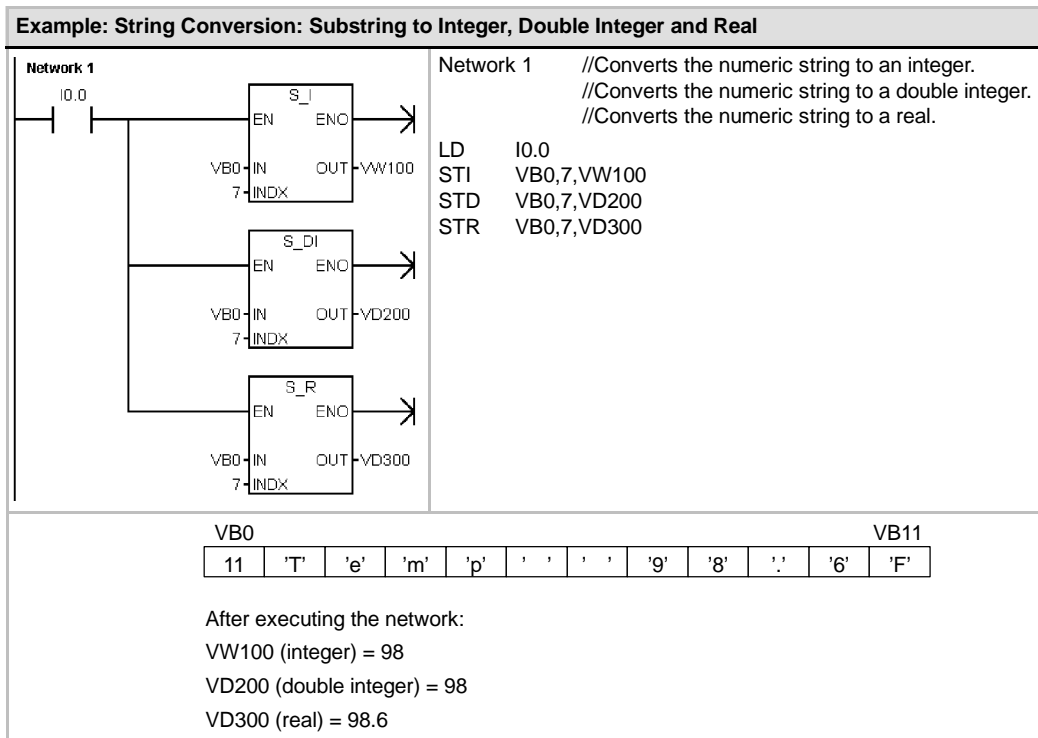 Example: String Conversion: Substring to Integer, Double Integer and Real
Network 1
I0.0
S_I
EN ENO
VB0 IN OUT VW100
7 INDX
S_DI
EN ENO
VB0 IN OUT VD200
7 INDX
S_R
EN ENO
VB0 IN OUT VD300
7 INDX
Network 1 //Converts the numeric string to an integer.
//Converts the numeric string to a double integer.
//Converts the numeric string to a real.
LD I0.0
STI VB0,7,VW100
STD VB0,7,VD200
STR VB0,7,VD300
VB0 VB11
11 ’T’ ’e’ ’m’ ’p’ ’ ’ ’ ’ ’9’ ’8’ ’.’ ’6’ ’F’
After executing the network:
VW100 (integer) = 98
VD200 (double integer) = 98
VD300 (real) = 98.6